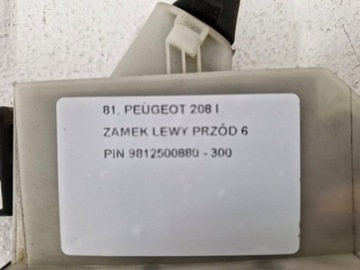 81. PEUGEOT 208 I
ZAMEK LEWY PRZÓD 6
PIN 9812500880 - 300